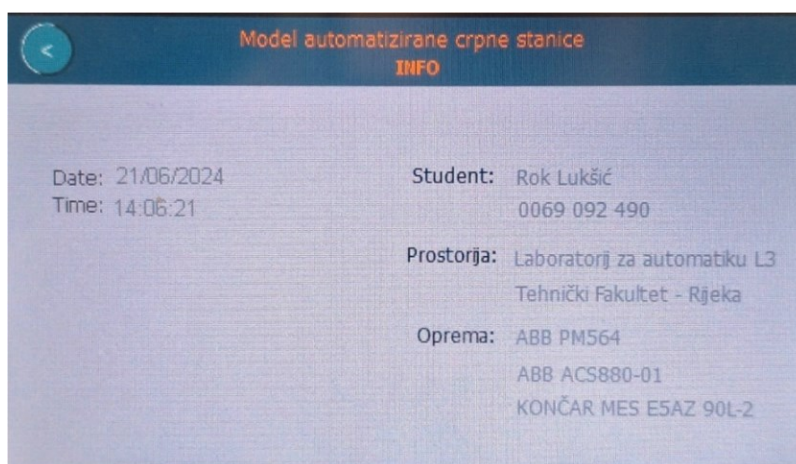 <
Model automatizirane crpne stanice
INFO
Date: 21/06/2024
Time: 14:06:21
Student: Rok Lukšić
0069 092 490
Prostorija: Laboratorij za automatiku L3
Tehnički Fakultet - Rijeka
Oprema: ABB PM564
ABB ACS880-01
KONČAR MES E5AZ 90L-2